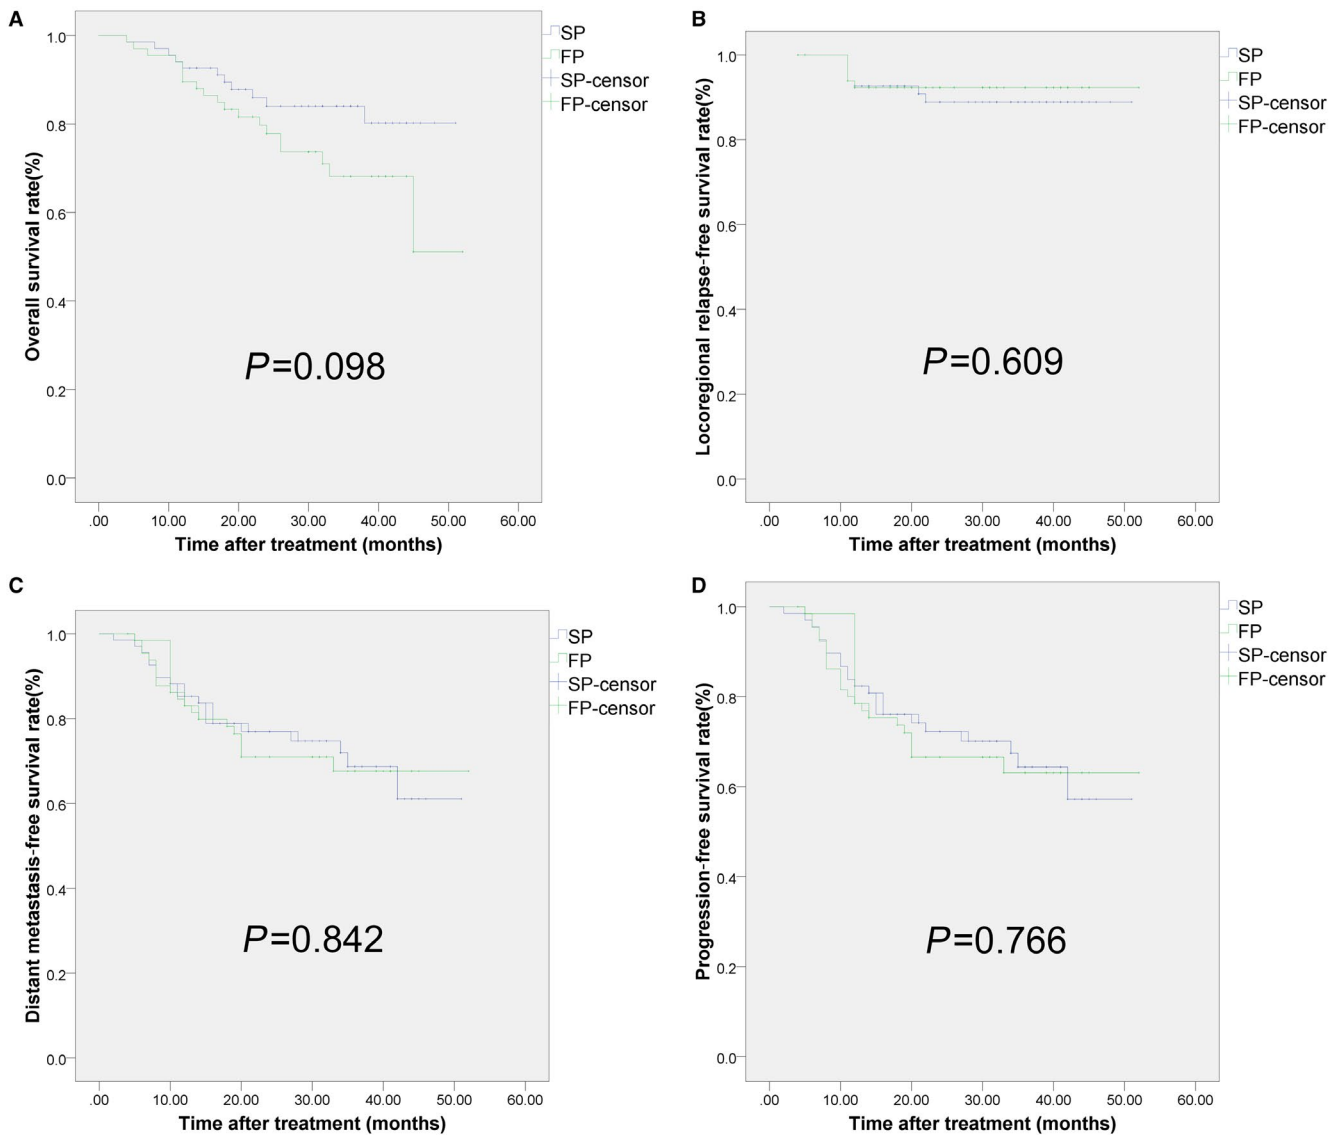 A
Overall survival rate(%)
1.0
0.8
0.6
0.4
0.2
0.0
P=0.098
.00 10.00 20.00 30.00 40.00 50.00 60.00
Time after treatment (months)
SP
FP
SP-censor
FP-censor
B
Locoregional relapse-free survival rate(%)
1.0
0.8
0.6
0.4
0.2
0.0
P=0.609
.00 10.00 20.00 30.00 40.00 50.00 60.00
Time after treatment (months)
SP
FP
SP-censor
FP-censor
C
Distant metastasis-free survival rate(%)
1.0
0.8
0.6
0.4
0.2
0.0
P=0.842
.00 10.00 20.00 30.00 40.00 50.00 60.00
Time after treatment (months)
SP
FP
SP-censor
FP-censor
D
Progression-free survival rate(%)
1.0
0.8
0.6
0.4
0.2
0.0
P=0.766
.00 10.00 20.00 30.00 40.00 50.00 60.00
Time after treatment (months)
SP
FP
SP-censor
FP-censor